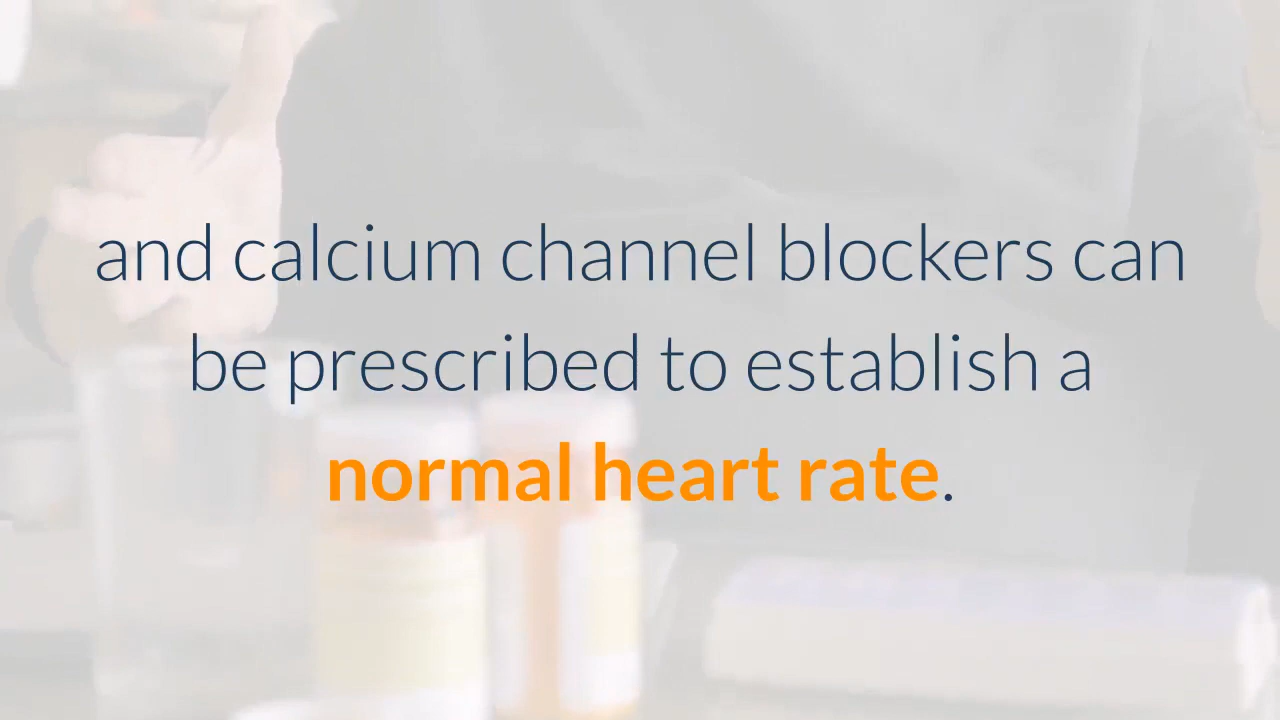 and calcium channel blockers can
be prescribed to establish a
normal heart rate.